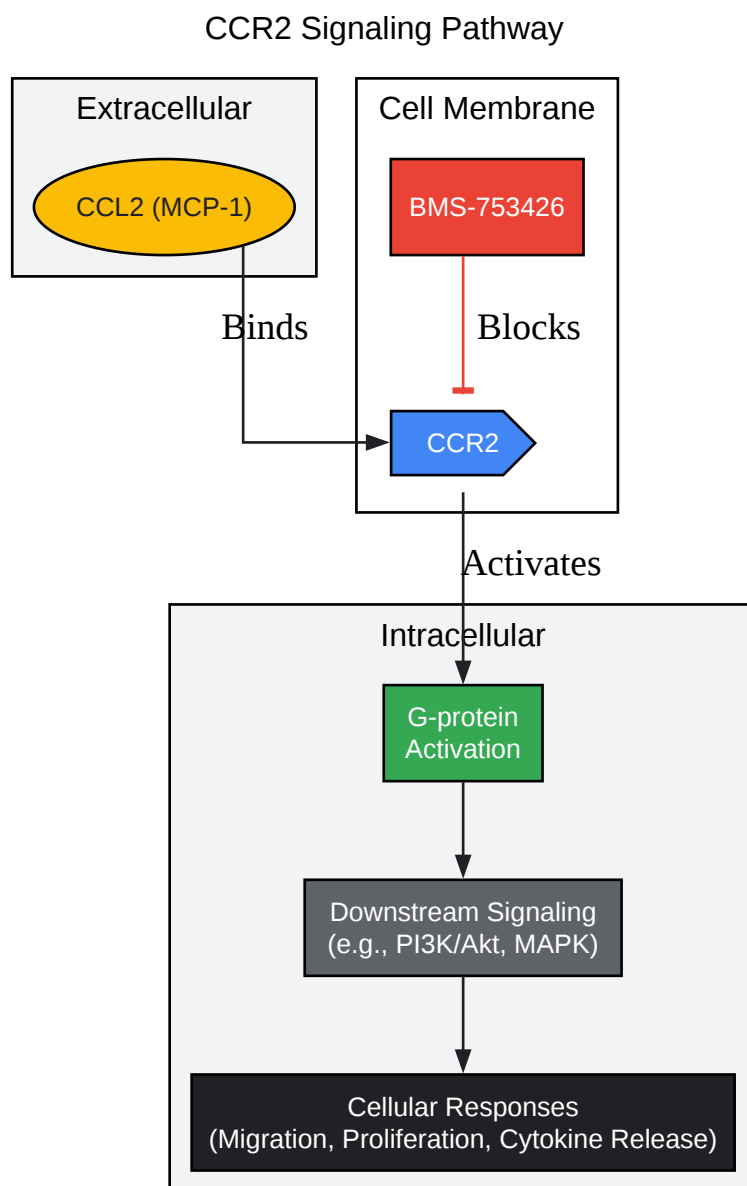 CCR2 Signaling Pathway
Extracellular
Cell Membrane
CCL2 (MCP-1)
BMS-753426
Binds
Blocks
CCR2
Activates
Intracellular
G-protein
Activation
Downstream Signaling
(e.g., PI3K/Akt, MAPK)
Cellular Responses
(Migration, Proliferation, Cytokine Release)